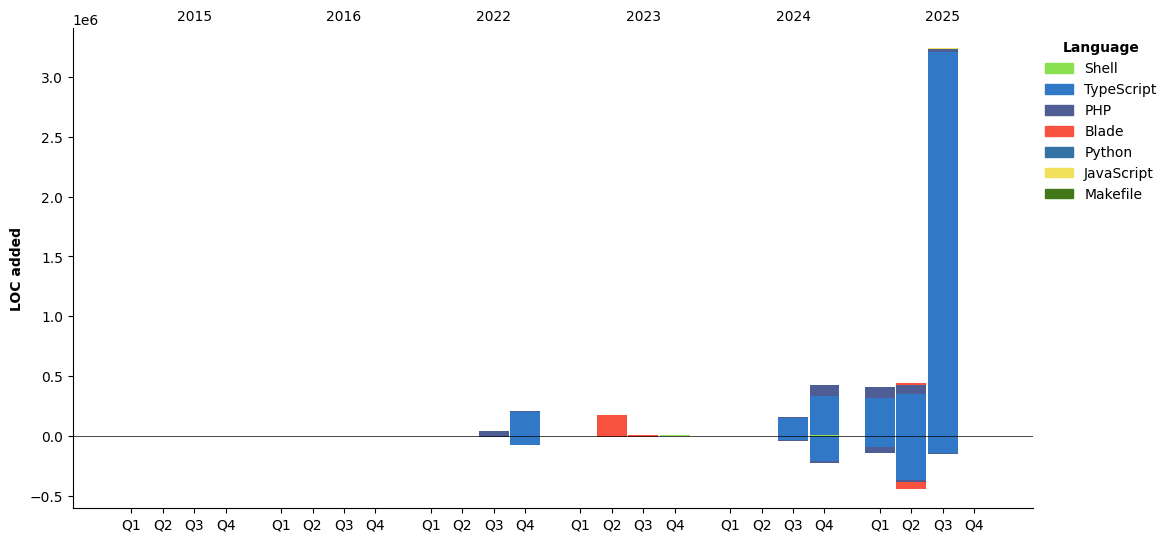 1e6
2015 2016 2022 2023 2024 2025
Language
Shell
TypeScript
PHP
Blade
Python
JavaScript
Makefile
LOC added
3.0
2.5
2.0
1.5
1.0
0.5
0.0
−0.5
Q1 Q2 Q3 Q4 Q1 Q2 Q3 Q4 Q1 Q2 Q3 Q4 Q1 Q2 Q3 Q4 Q1 Q2 Q3 Q4 Q1 Q2 Q3 Q4